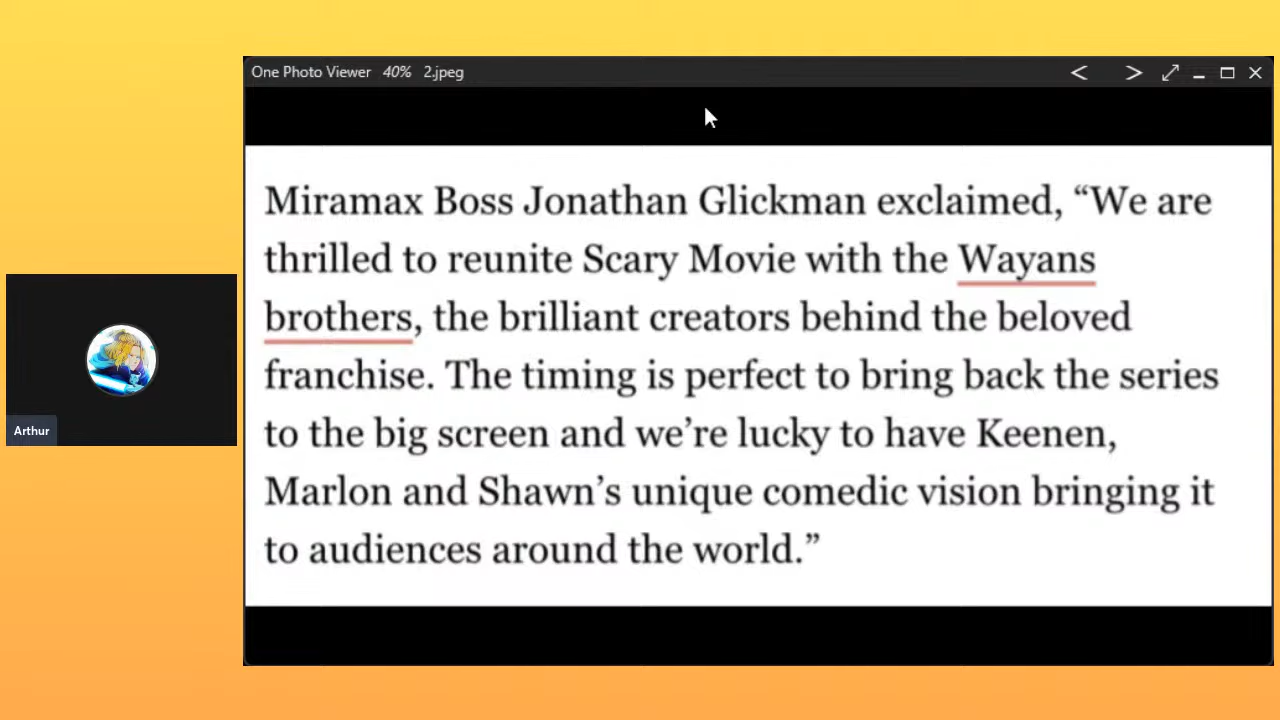 One Photo Viewer 40% 2.jpeg
Miramax Boss Jonathan Glickman exclaimed, “We are
thrilled to reunite Scary Movie with the Wayans
brothers, the brilliant creators behind the beloved
franchise. The timing is perfect to bring back the series
to the big screen and we’re lucky to have Keenen,
Marlon and Shawn’s unique comedic vision bringing it
to audiences around the world.”
Arthur